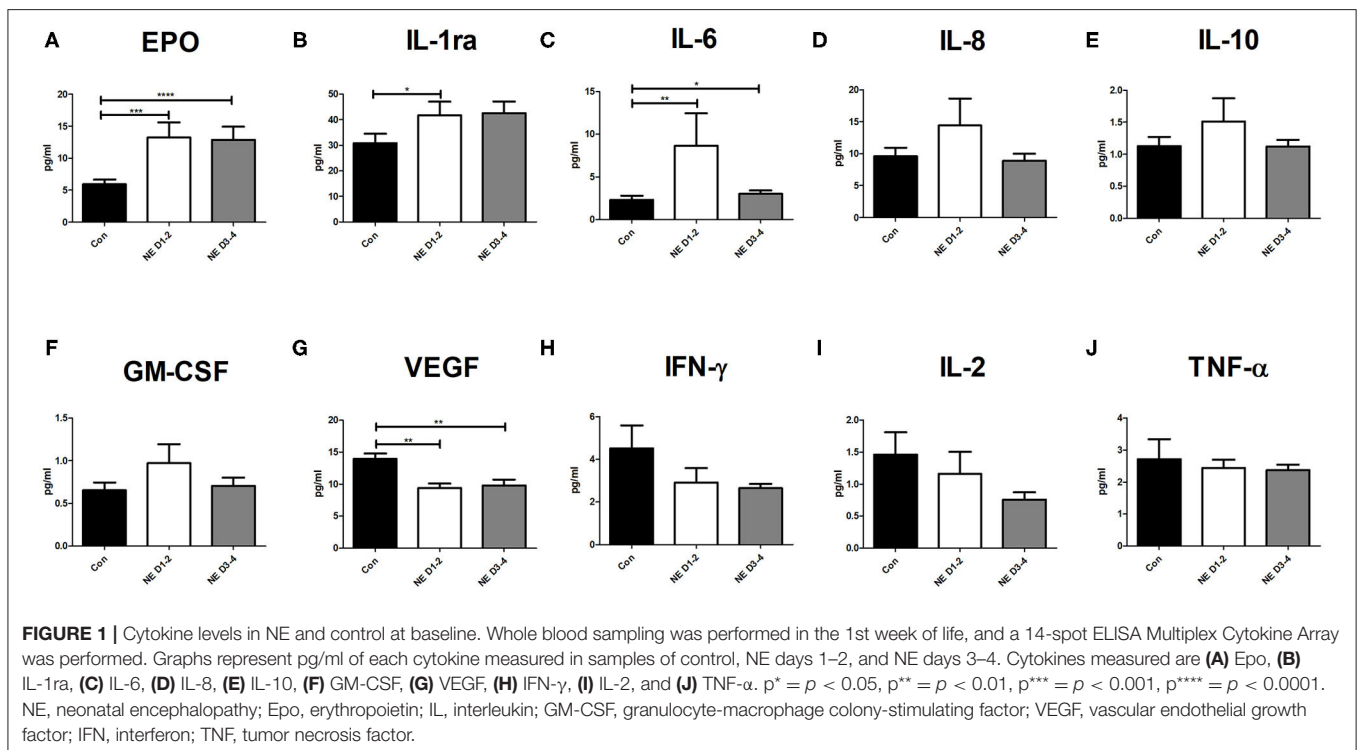 A EPO
pg/ml
20
15
10
5
0
****
***
Con
NE D1-2
NE D3-4
B IL-1ra
pg/ml
50
40
30
20
10
0
*
Con
NE D1-2
NE D3-4
C IL-6
pg/ml
15
10
5
0
*
**
Con
NE D1-2
NE D3-4
D IL-8
pg/ml
20
15
10
5
0
Con
NE D1-2
NE D3-4
E IL-10
pg/ml
2.0
1.5
1.0
0.5
0.0
Con
NE D1-2
NE D3-4
F GM-CSF
pg/ml
1.5
1.0
0.5
0.0
Con
NE D1-2
NE D3-4
G VEGF
pg/ml
20
15
10
5
0
**
**
Con
NE D1-2
NE D3-4
H IFN-γ
pg/ml
6
4
2
0
Con
NE D1-2
NE D3-4
I IL-2
pg/ml
2.0
1.5
1.0
0.5
0.0
Con
NE D1-2
NE D3-4
J TNF-α
pg/ml
4
3
2
1
0
Con
NE D1-2
NE D3-4
FIGURE 1 | Cytokine levels in NE and control at baseline. Whole blood sampling was performed in the 1st week of life, and a 14-spot ELISA Multiplex Cytokine Array
was performed. Graphs represent pg/ml of each cytokine measured in samples of control, NE days 1–2, and NE days 3–4. Cytokines measured are (A) Epo, (B)
IL-1ra, (C) IL-6, (D) IL-8, (E) IL-10, (F) GM-CSF, (G) VEGF, (H) IFN-γ, (I) IL-2, and (J) TNF-α. p* = p < 0.05, p** = p < 0.01, p*** = p < 0.001, p**** = p < 0.0001.
NE, neonatal encephalopathy; Epo, erythropoietin; IL, interleukin; GM-CSF, granulocyte-macrophage colony-stimulating factor; VEGF, vascular endothelial growth
factor; IFN, interferon; TNF, tumor necrosis factor.